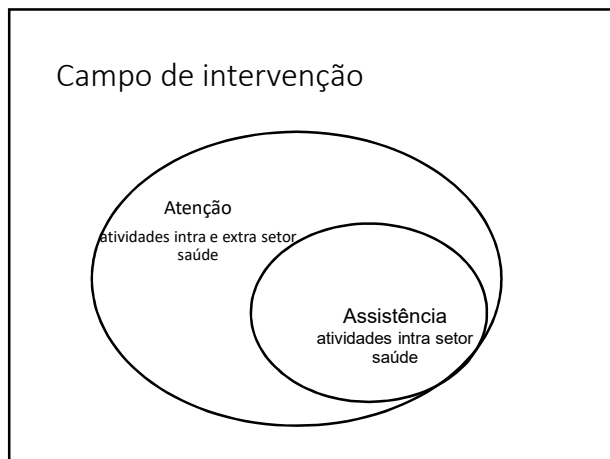 Campo de intervenção
Atenção
atividades intra e extra setor
saúde
Assistência
atividades intra setor
saúde